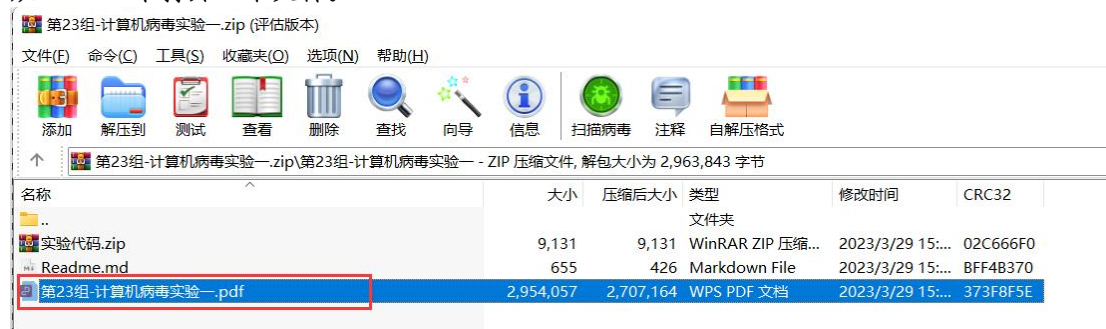 第23组-计算机病毒实验一.zip (评估版本)
文件(F) 命令(C) 工具(S) 收藏夹(O) 选项(N) 帮助(H)
添加 解压到 测试 查看 删除 查找 向导 信息 扫描病毒 注释 自解压格式
第23组-计算机病毒实验一.zip\第23组-计算机病毒实验一 - ZIP 压缩文件, 解包大小为 2,963,843 字节
名称 大小 压缩后大小 类型 修改时间 CRC32
.. 文件夹
实验代码.zip 9,131 9,131 WinRAR ZIP 压缩... 2023/3/29 15:... 02C666F0
Readme.md 655 426 Markdown File 2023/3/29 15:... BFF4B370
第23组-计算机病毒实验一.pdf 2,954,057 2,707,164 WPS PDF 文档 2023/3/29 15:... 373F8F5E